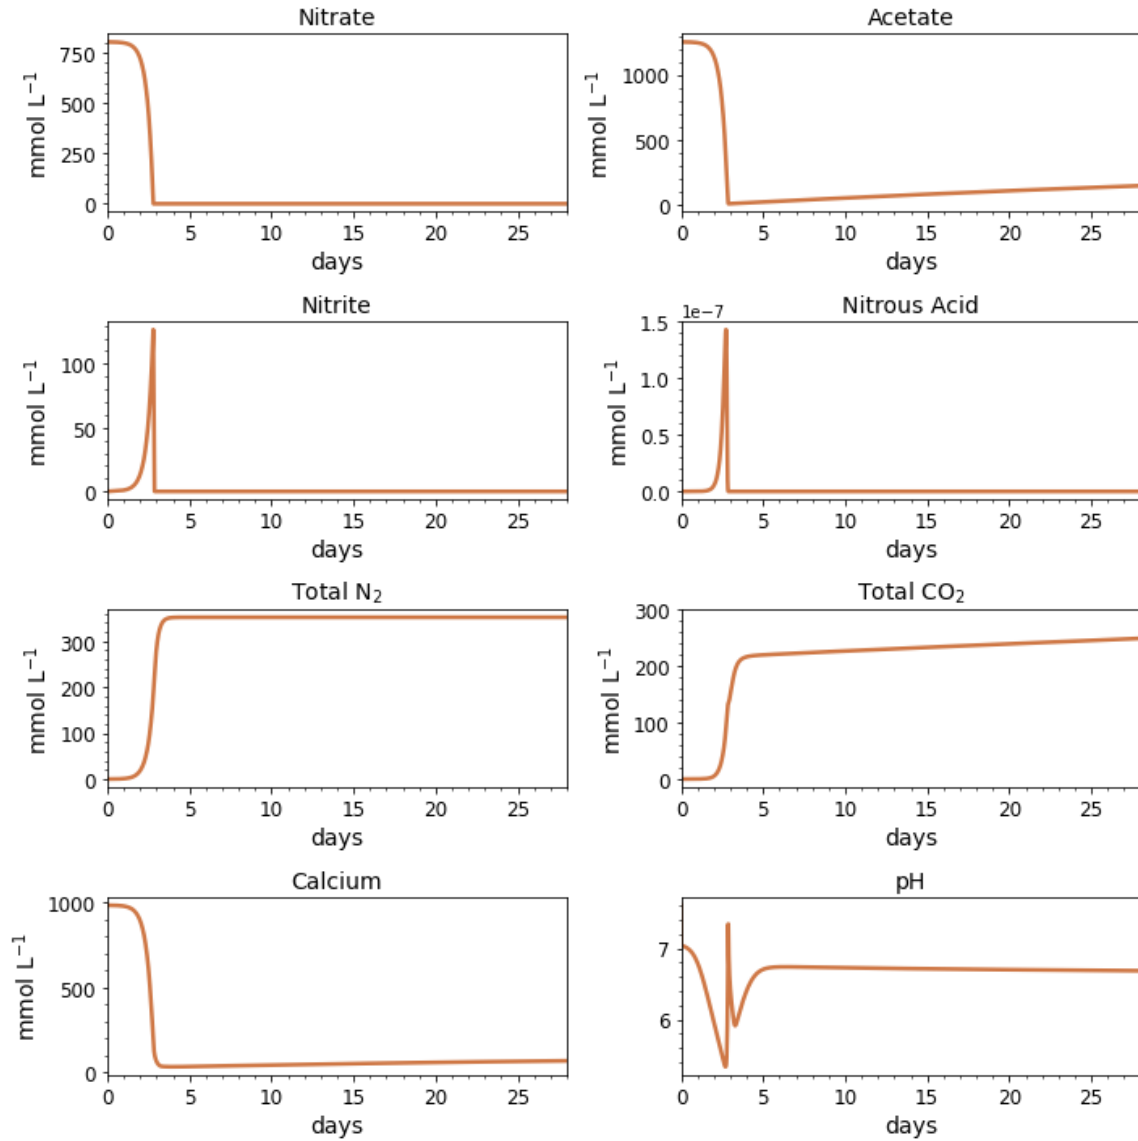 Nitrate
mmol L⁻¹
750
500
250
0
0 5 10 15 20 25
days
Acetate
mmol L⁻¹
1000
500
0
0 5 10 15 20 25
days
Nitrite
mmol L⁻¹
100
50
0
0 5 10 15 20 25
days
Nitrous Acid
1e−7
mmol L⁻¹
1.5
1.0
0.5
0.0
0 5 10 15 20 25
days
Total N₂
mmol L⁻¹
300
200
100
0
0 5 10 15 20 25
days
Total CO₂
mmol L⁻¹
300
200
100
0
0 5 10 15 20 25
days
Calcium
mmol L⁻¹
1000
500
0
0 5 10 15 20 25
days
pH
7
6
0 5 10 15 20 25
days